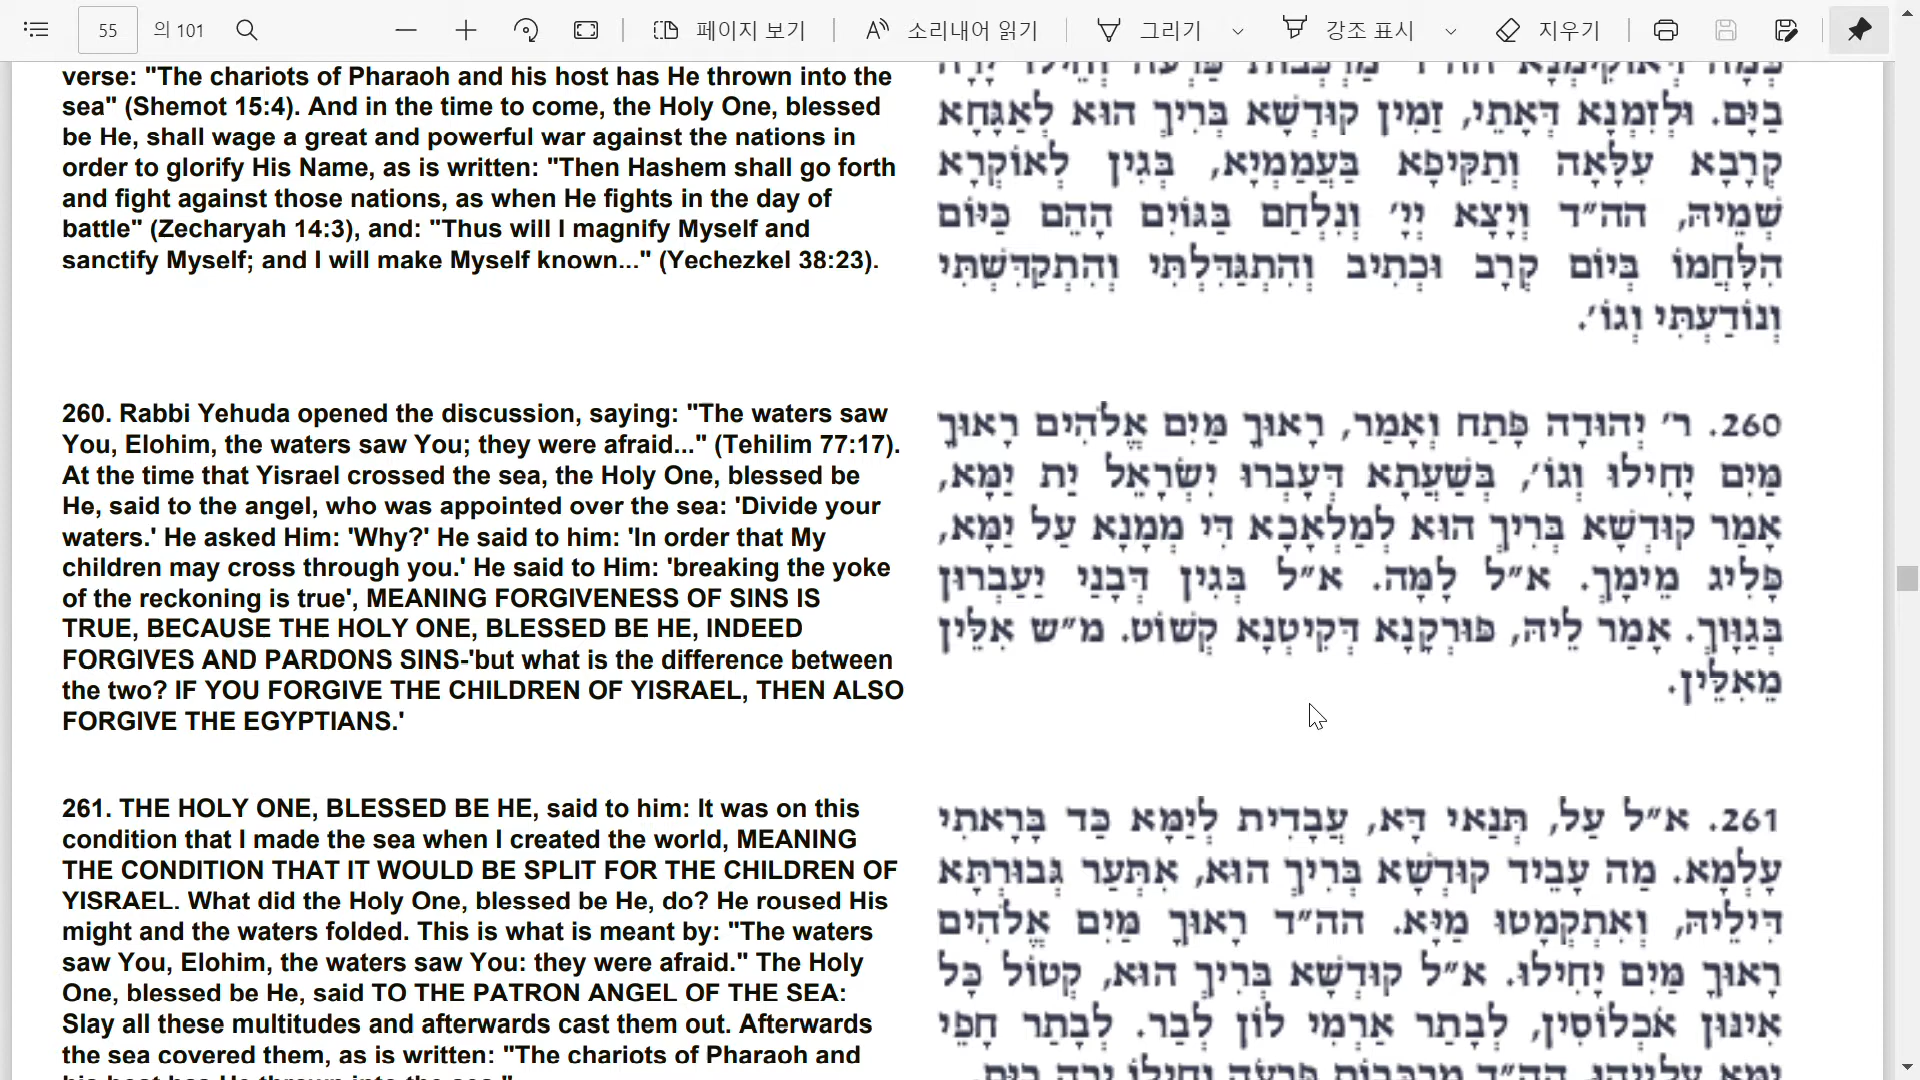 55 의 101 페이지 보기 소리내어 읽기 그리기 강조 표시 지우기
verse: "The chariots of Pharaoh and his host has He thrown into the
sea" (Shemot 15:4). And in the time to come, the Holy One, blessed
be He, shall wage a great and powerful war against the nations in
order to glorify His Name, as is written: "Then Hashem shall go forth
and fight against those nations, as when He fights in the day of
battle" (Zecharyah 14:3), and: "Thus will I magnify Myself and
sanctify Myself; and I will make Myself known..." (Yechezkel 38:23).
260. Rabbi Yehuda opened the discussion, saying: "The waters saw
You, Elohim, the waters saw You; they were afraid..." (Tehilim 77:17).
At the time that Yisrael crossed the sea, the Holy One, blessed be
He, said to the angel, who was appointed over the sea: 'Divide your
waters.' He asked Him: 'Why?' He said to him: 'In order that My
children may cross through you.' He said to Him: 'breaking the yoke
of the reckoning is true', MEANING FORGIVENESS OF SINS IS
TRUE, BECAUSE THE HOLY ONE, BLESSED BE HE, INDEED
FORGIVES AND PARDONS SINS-'but what is the difference between
the two? IF YOU FORGIVE THE CHILDREN OF YISRAEL, THEN ALSO
FORGIVE THE EGYPTIANS.'
261. THE HOLY ONE, BLESSED BE HE, said to him: It was on this
condition that I made the sea when I created the world, MEANING
THE CONDITION THAT IT WOULD BE SPLIT FOR THE CHILDREN OF
YISRAEL. What did the Holy One, blessed be He, do? He roused His
might and the waters folded. This is what is meant by: "The waters
saw You, Elohim, the waters saw You: they were afraid." The Holy
One, blessed be He, said TO THE PATRON ANGEL OF THE SEA:
Slay all these multitudes and afterwards cast them out. Afterwards
the sea covered them, as is written: "The chariots of Pharaoh and
his host has He thrown into the sea."
בַּיָּם. וּלְזִמְנָא דְּאָתֵי, זַמִּין קוּדְשָׁא בְּרִיךְ הוּא לְאַגָּחָא
קְרָבָא עִלָּאָה וְתַקִּיפָא בַּעֲמַמְיָא, בְּגִין לְאוֹקְרָא
שְׁמֵיהּ, הה״ד וְיָצָא יְיָ׳ וְנִלְחַם בַּגּוֹיִם הָהֵם כַּיּוֹם
הִלָּחֲמוֹ בְּיוֹם קְרָב וּכְתִיב וְהִתְגַּדִּלְתִּי וְהִתְקַדִּשְׁתִּי
וְנוֹדַעְתִּי וְגוֹ׳.
260. ר׳ יְהוּדָה פָּתַח וְאָמַר, רָאוּךָ מַּיִם אֱלֹהִים רָאוּךָ
מַּיִם יָחִילוּ וְגוֹ׳, בְּשַׁעֲתָא דְּעָבְרוּ יִשְׂרָאֵל יַת יַמָּא,
אָמַר קוּדְשָׁא בְּרִיךְ הוּא לְמַלְאָכָא דִּי מְמָנָא עַל יַמָּא,
פָּלִיג מֵימָךְ. א״ל לָמָּה. א״ל בְּגִין דְּבָנַי יַעַבְרוּן
בְּגַוָּוךְ. אָמַר לֵיהּ, פּוּרְקָנָא דְּקִיטְנָא קְשׁוֹט. מ״ש אִלֵּין
מֵאִלֵּין.
261. א״ל עַל, תְּנַאי דָּא, עֲבָדִית לְיַמָּא כַּד בָּרָאתִי
עָלְמָא. מַה עָבֵיד קוּדְשָׁא בְּרִיךְ הוּא, אִתְּעַר גְּבוּרְתָּא
דִּילֵיהּ, וְאִתְקְמָטוּ מַיָּא. הה״ד רָאוּךָ מַּיִם אֱלֹהִים
רָאוּךָ מַּיִם יָחִילוּ. א״ל קוּדְשָׁא בְּרִיךְ הוּא, קְטוֹל כָּל
אִינּוּן אֹכְלוֹסִין, לְבָתַר אַרְמֵי לוֹן לְבַר. לְבָתַר חָפֵי